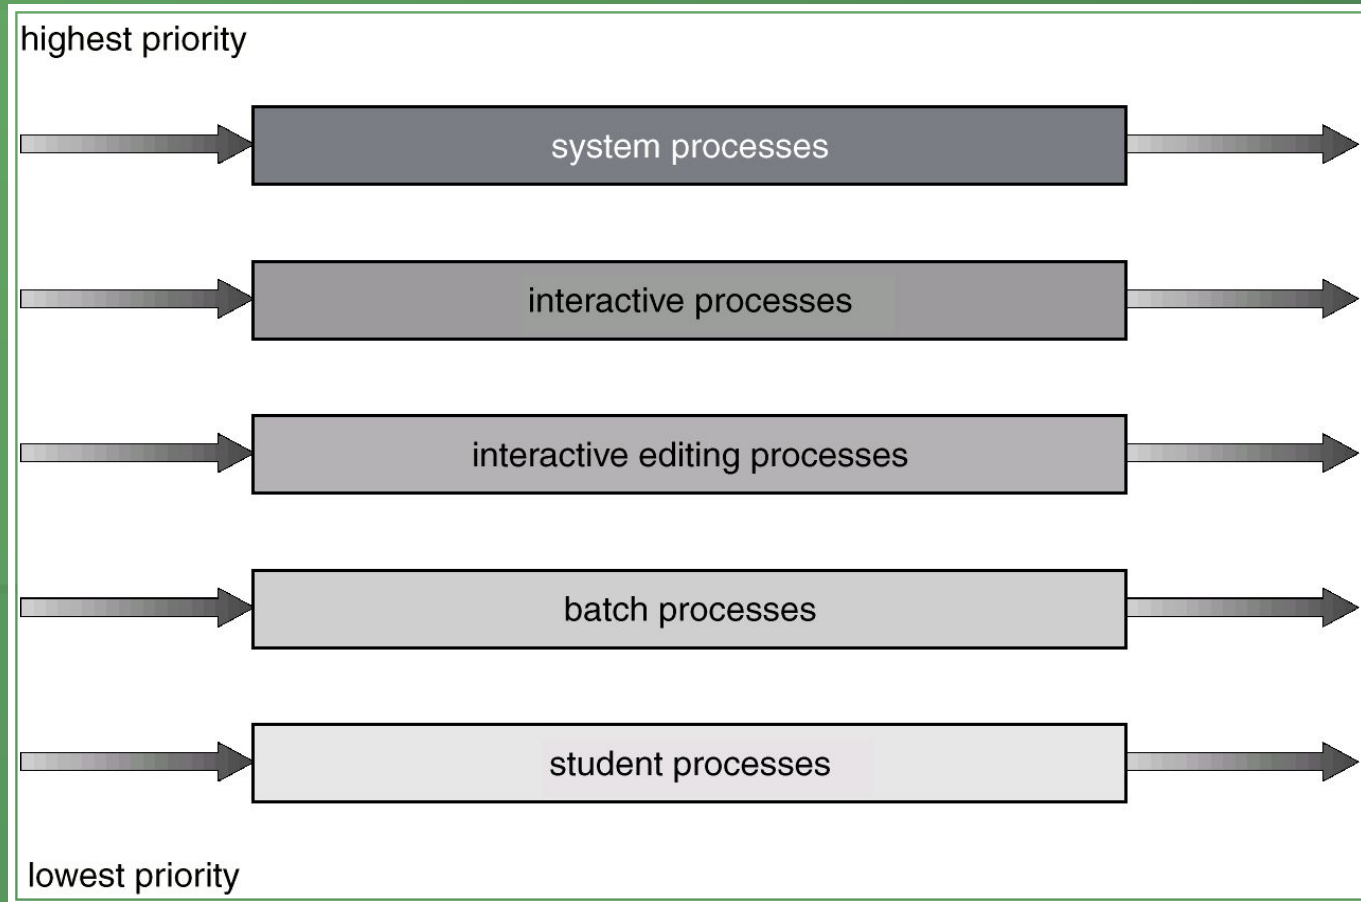 highest priority
system processes
interactive processes
interactive editing processes
batch processes
student processes
lowest priority